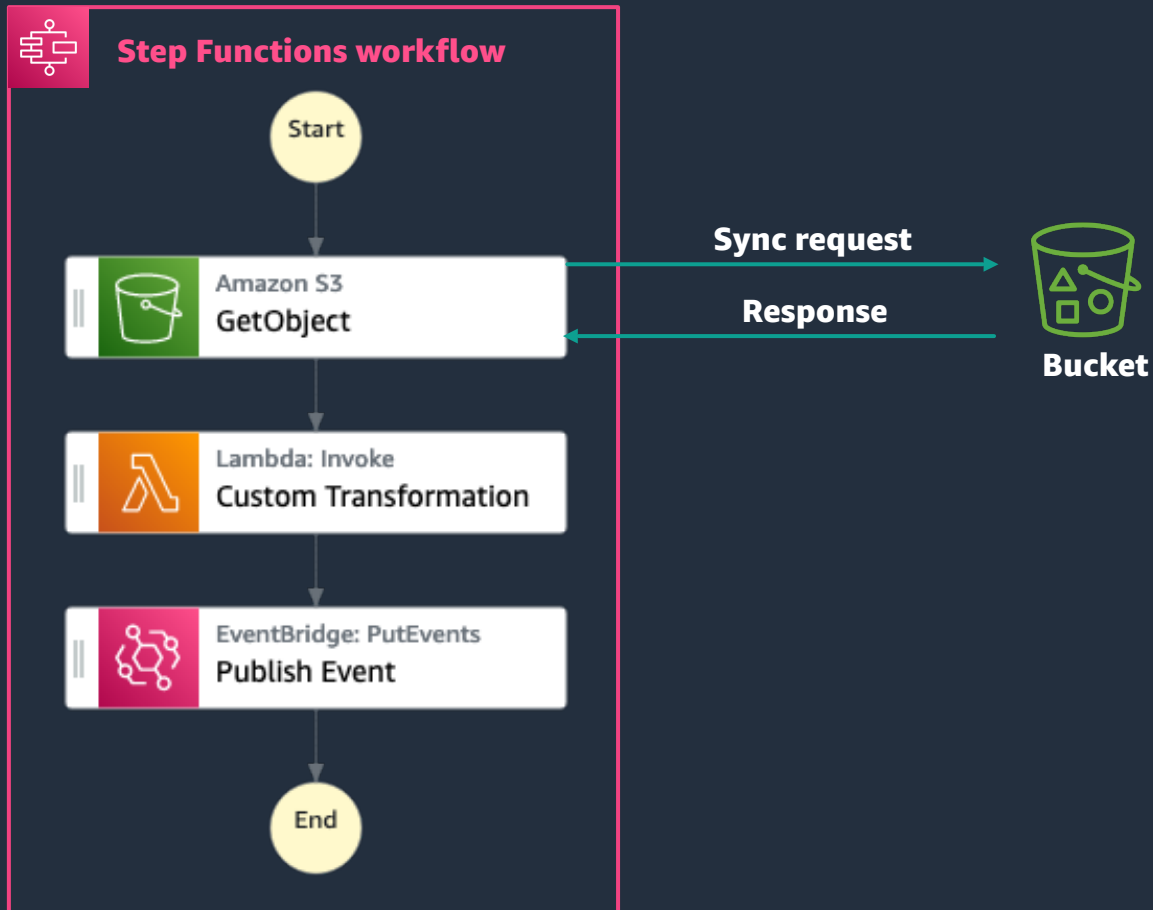 Step Functions workflow
Start
Amazon S3
GetObject
Sync request
Response
Bucket
Lambda: Invoke
Custom Transformation
EventBridge: PutEvents
Publish Event
End